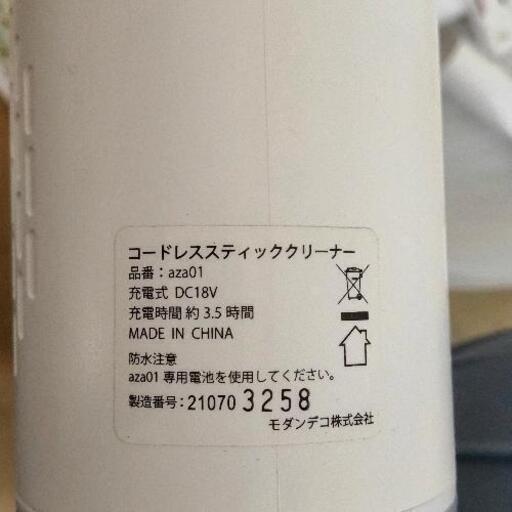 コードレススティッククリーナー
品番：aza01
充電式 DC18V
充電時間 約 3.5 時間
MADE IN CHINA
防水注意
aza01 専用電池を使用してください。
製造番号：21070 3258
モダンデコ株式会社